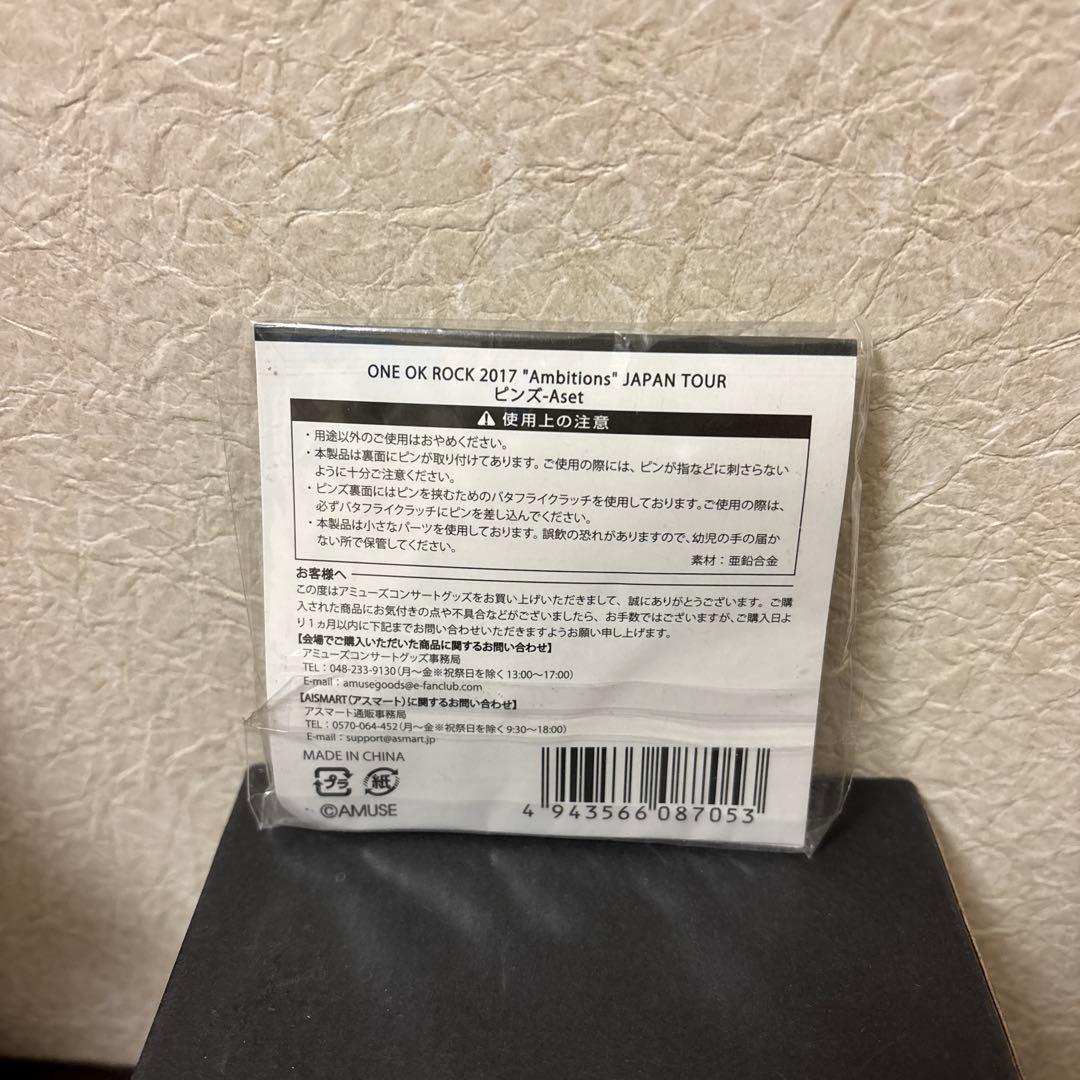 ONE OK ROCK 2017 "Ambitions" JAPAN TOUR
ピンズ-Aset
使用上の注意
・用途以外のご使用はおやめください。
・本製品は裏面にピンが取り付けてあります。ご使用の際には、ピンが指などに刺さらない
ように十分ご注意ください。
・ピンズ裏面にはピンを挟むためのバタフライクラッチを使用しております。ご使用の際は、
必ずバタフライクラッチにピンを差し込んでください。
・本製品は小さなパーツを使用しております。誤飲の恐れがありますので、幼児の手の届か
ない所で保管してください。
素材：亜鉛合金
お客様へ
この度はアミューズコンサートグッズをお買い上げいただきまして、誠にありがとうございます。ご購
入された商品にお気付きの点や不具合などがございましたら、お手数ではございますが、ご購入日よ
り1ヵ月以内に下記までお問い合わせいただきますようお願い申し上げます。
【会場でご購入いただいた商品に関するお問い合わせ】
アミューズコンサートグッズ事務局
TEL：048-233-9130（月〜金※祝祭日を除く13:00〜17:00）
E-mail：amusegoods@e-fanclub.com
【A!SMART（アスマート）に関するお問い合わせ】
アスマート通販事務局
TEL：0570-064-452（月〜金※祝祭日を除く9:30〜18:00）
E-mail：support@asmart.jp
MADE IN CHINA
プラ 紙
©AMUSE
4 943566 087053